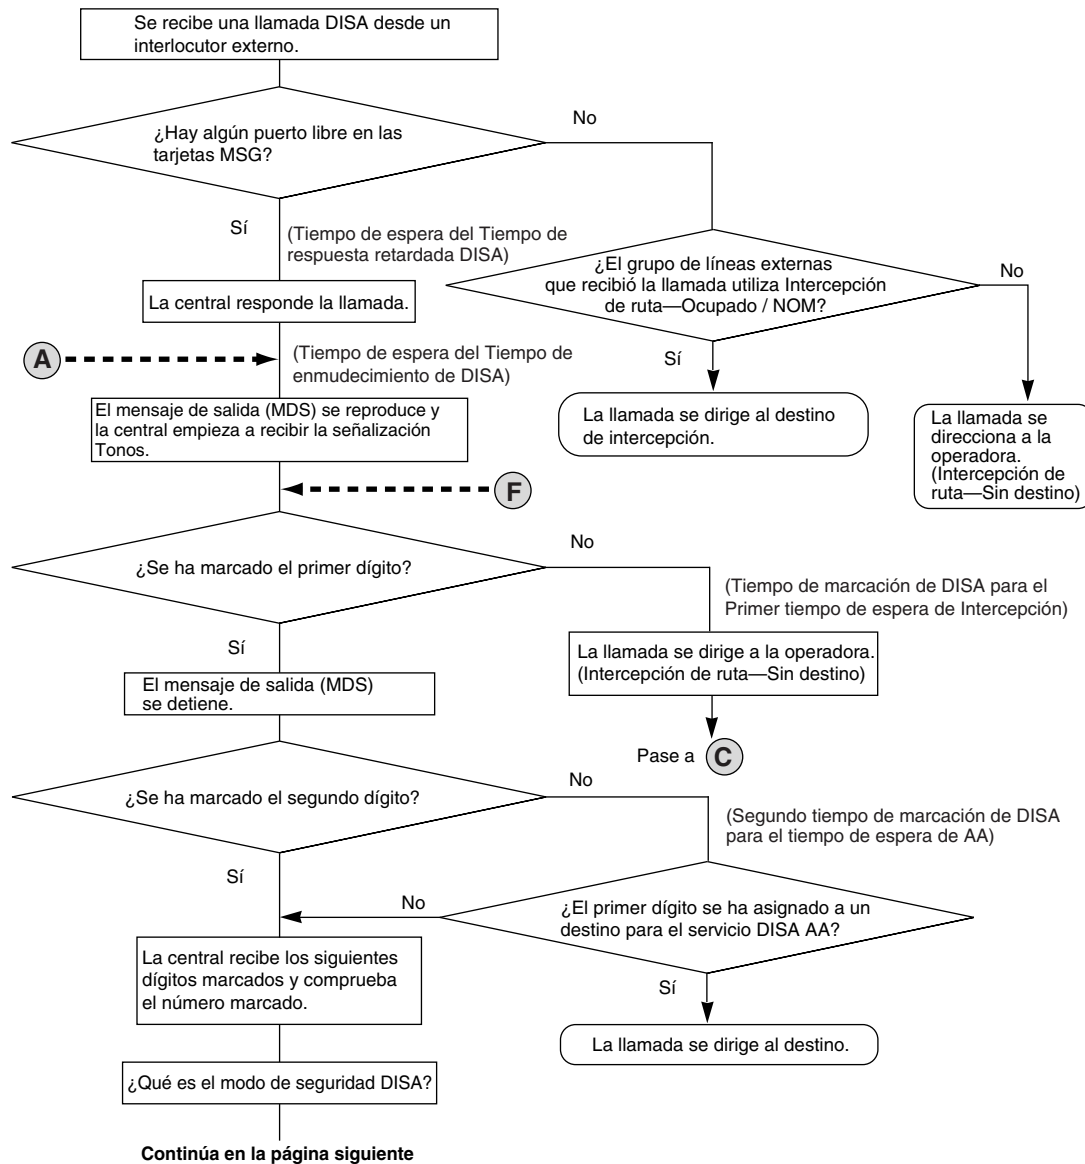 Se recibe una llamada DISA desde un
interlocutor externo.
¿Hay algún puerto libre en las
tarjetas MSG?
No
Sí
(Tiempo de espera del Tiempo de
respuesta retardada DISA)
¿El grupo de líneas externas
que recibió la llamada utiliza Intercepción
de ruta—Ocupado / NOM?
No
La central responde la llamada.
A
(Tiempo de espera del Tiempo de
enmudecimiento de DISA)
Sí
El mensaje de salida (MDS) se reproduce y
la central empieza a recibir la señalización
Tonos.
La llamada se dirige al destino
de intercepción.
La llamada se
direcciona a la
operadora.
(Intercepción de
ruta—Sin destino)
F
¿Se ha marcado el primer dígito?
No
(Tiempo de marcación de DISA para el
Primer tiempo de espera de Intercepción)
Sí
La llamada se dirige a la operadora.
(Intercepción de ruta—Sin destino)
El mensaje de salida (MDS)
se detiene.
Pase a C
¿Se ha marcado el segundo dígito?
No
(Segundo tiempo de marcación de DISA
para el tiempo de espera de AA)
Sí
No
¿El primer dígito se ha asignado a un
destino para el servicio DISA AA?
La central recibe los siguientes
dígitos marcados y comprueba
el número marcado.
Sí
La llamada se dirige al destino.
¿Qué es el modo de seguridad DISA?
Continúa en la página siguiente